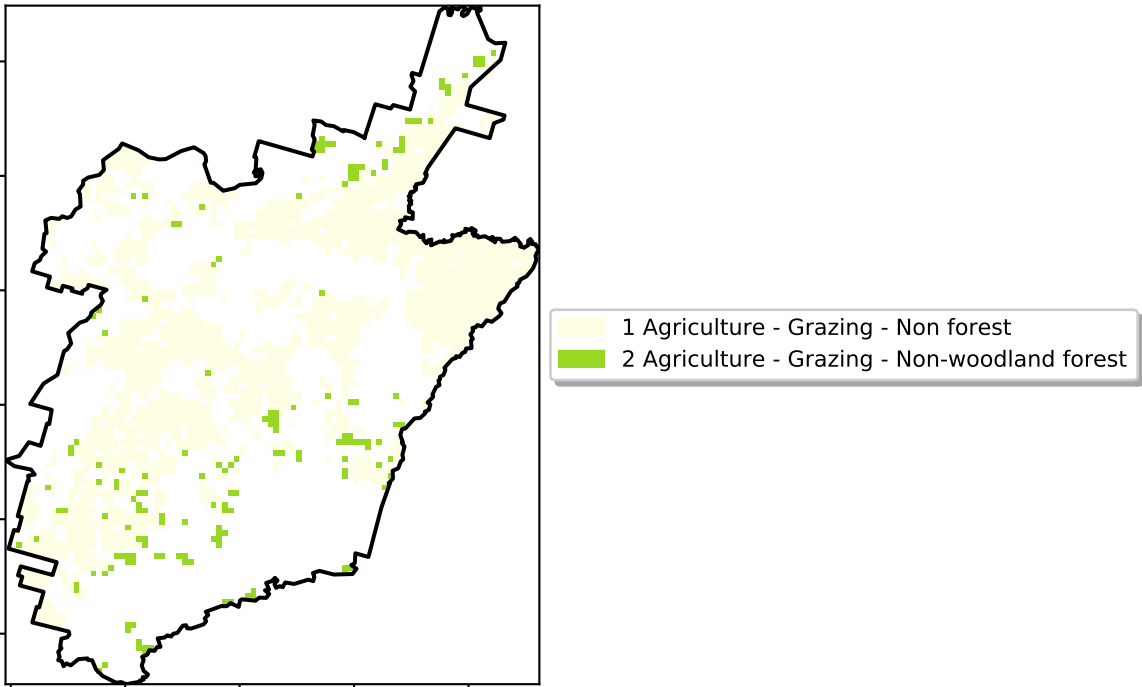 1 Agriculture - Grazing - Non forest
2 Agriculture - Grazing - Non-woodland forest